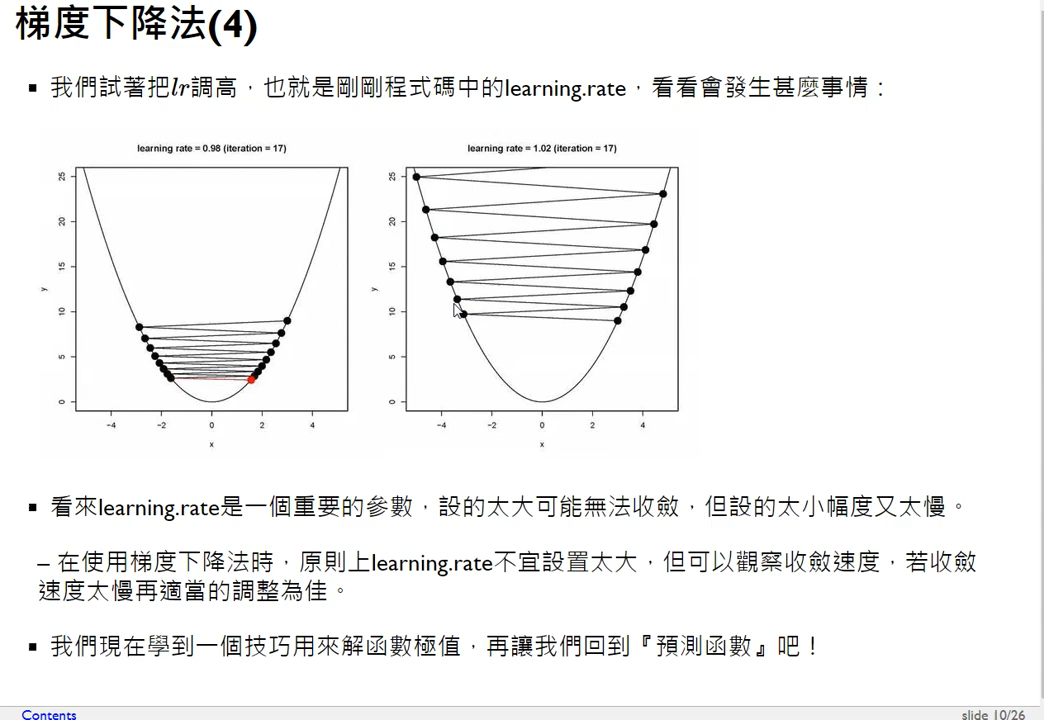 梯度下降法(4)
▪ 我們試著把lr調高，也就是剛剛程式碼中的learning.rate，看看會發生甚麼事情：
learning rate = 0.98 (iteration = 17)
learning rate = 1.02 (iteration = 17)
25
20
15
10
5
0
y
−4 −2 0 2 4
x
25
20
15
10
5
0
y
−4 −2 0 2 4
x
▪ 看來learning.rate是一個重要的參數，設的太大可能無法收斂，但設的太小幅度又太慢。
– 在使用梯度下降法時，原則上learning.rate不宜設置太大，但可以觀察收斂速度，若收斂
速度太慢再適當的調整為佳。
▪ 我們現在學到一個技巧用來解函數極值，再讓我們回到『預測函數』吧！
Contents
slide 10/26